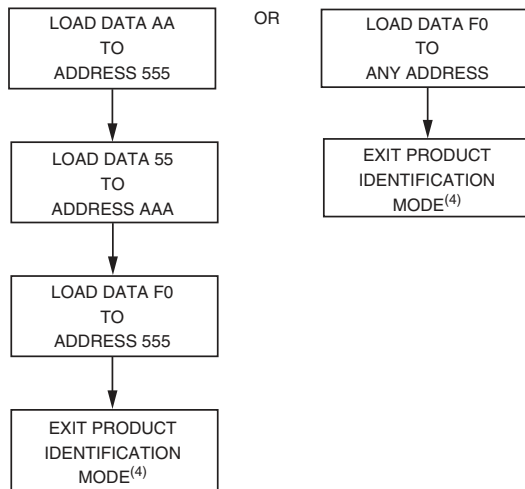 LOAD DATA AA
TO
ADDRESS 555
LOAD DATA 55
TO
ADDRESS AAA
LOAD DATA F0
TO
ADDRESS 555
EXIT PRODUCT
IDENTIFICATION
MODE(4)
OR
LOAD DATA F0
TO
ANY ADDRESS
EXIT PRODUCT
IDENTIFICATION
MODE(4)